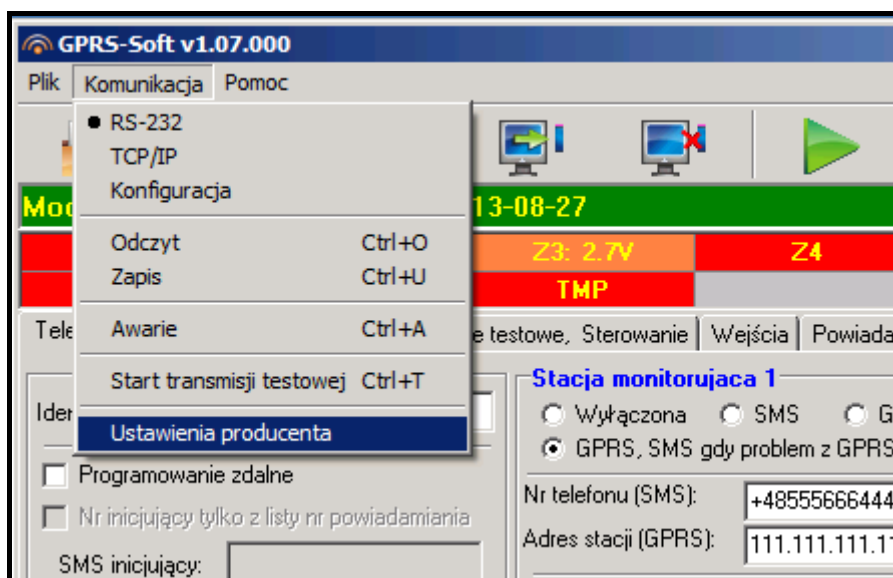 GPRS-Soft v1.07.000
Plik Komunikacja Pomoc
RS-232
TCP/IP
Konfiguracja
Odczyt Ctrl+O
Zapis Ctrl+U
Awarie Ctrl+A
Start transmisji testowej Ctrl+T
Ustawienia producenta
13-08-27
Z3: 2.7V Z4
TMP
testowe, Sterowanie Wejścia
Stacja monitorujaca 1
Wyłączona SMS
GPRS, SMS gdy problem z GPRS
Programowanie zdalne
Nr inicjujący tylko z listy nr powiadamiania
SMS inicjujący:
Nr telefonu (SMS): +48555666444
Adres stacji (GPRS): 111.111.111.11